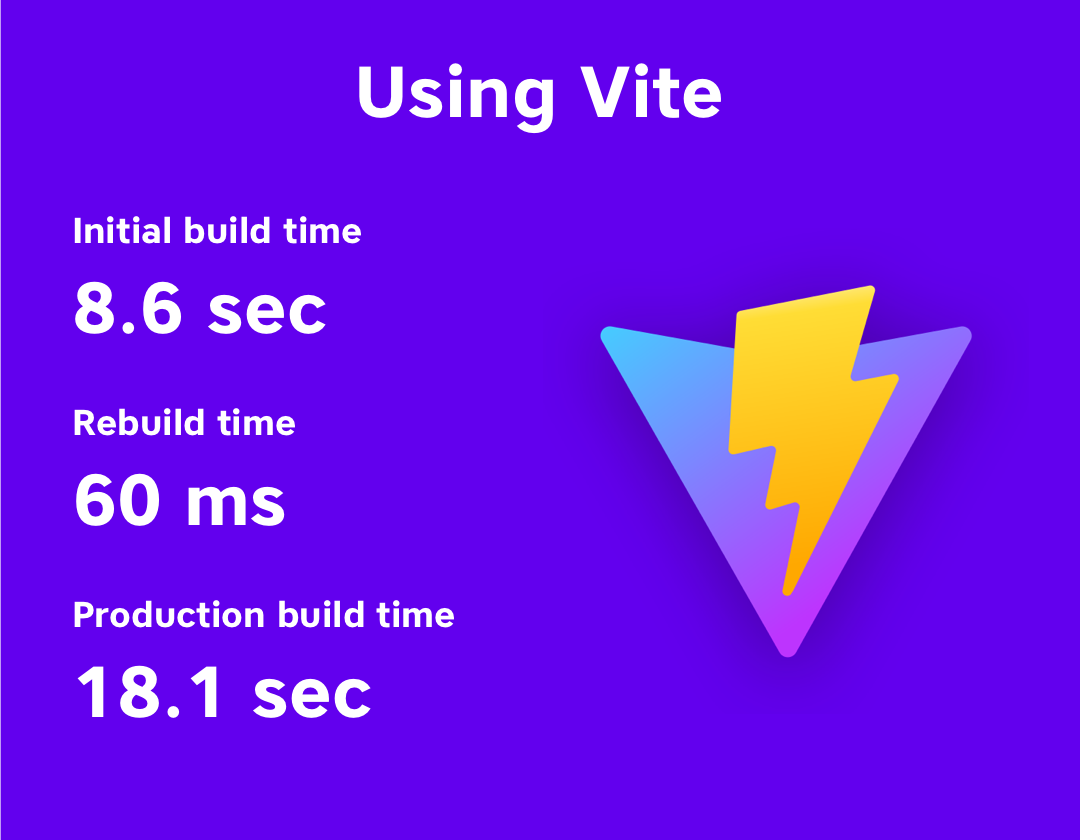 Using Vite
Initial build time
8.6 sec
Rebuild time
60 ms
Production build time
18.1 sec